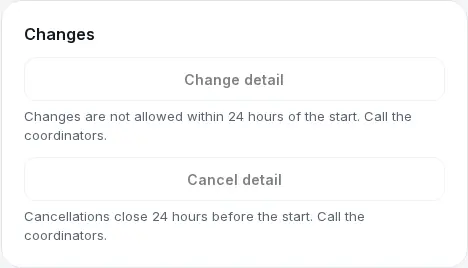 Changes
Change detail
Changes are not allowed within 24 hours of the start. Call the
coordinators.
Cancel detail
Cancellations close 24 hours before the start. Call the
coordinators.